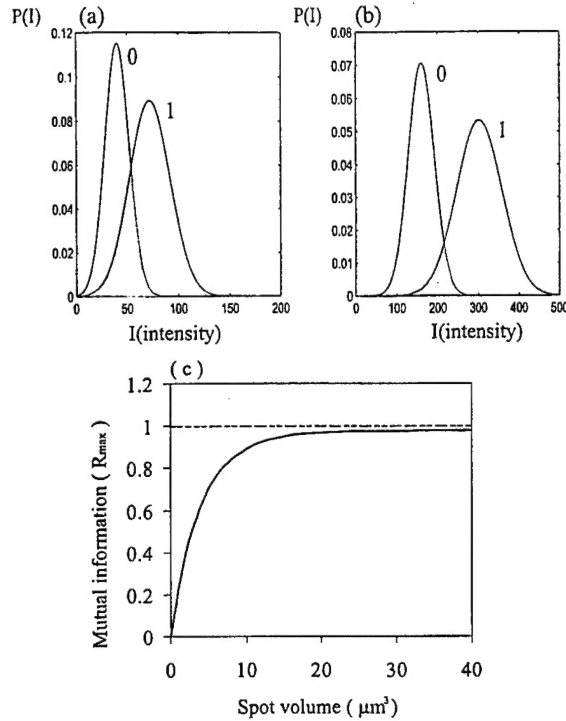 P(I) (a)
0.12
0.1
0.08
0.06
0.04
0.02
0
0 50 100 150 200
I(intensity)
0
1
P(I) (b)
0.08
0.07
0.06
0.05
0.04
0.03
0.02
0.01
0
0 100 200 300 400 500
I(intensity)
0
1
(c)
Mutual information (Rmax)
1.2
1
0.8
0.6
0.4
0.2
0
0 10 20 30 40
Spot volume (μm³)